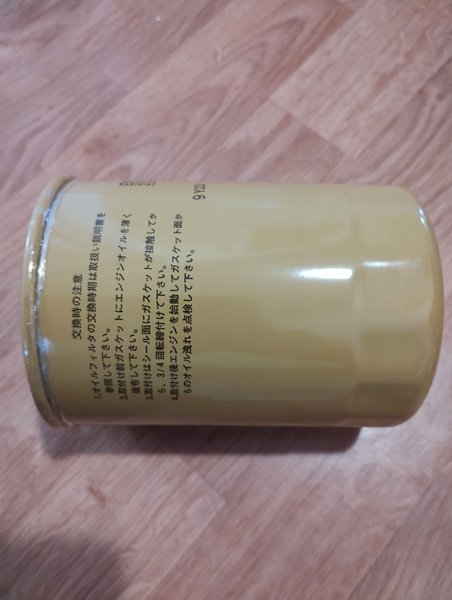 交換時の注意
1.オイルフィルタの交換時期は取扱い説明書を
参照して下さい。
2.取付け前ガスケットにエンジンオイルを薄く
塗布して下さい。
3.取付けはシール面にガスケットが接触してか
ら、3/4回転締付けて下さい。
4.取付け後エンジンを始動してガスケット面か
らのオイル洩れを点検して下さい。